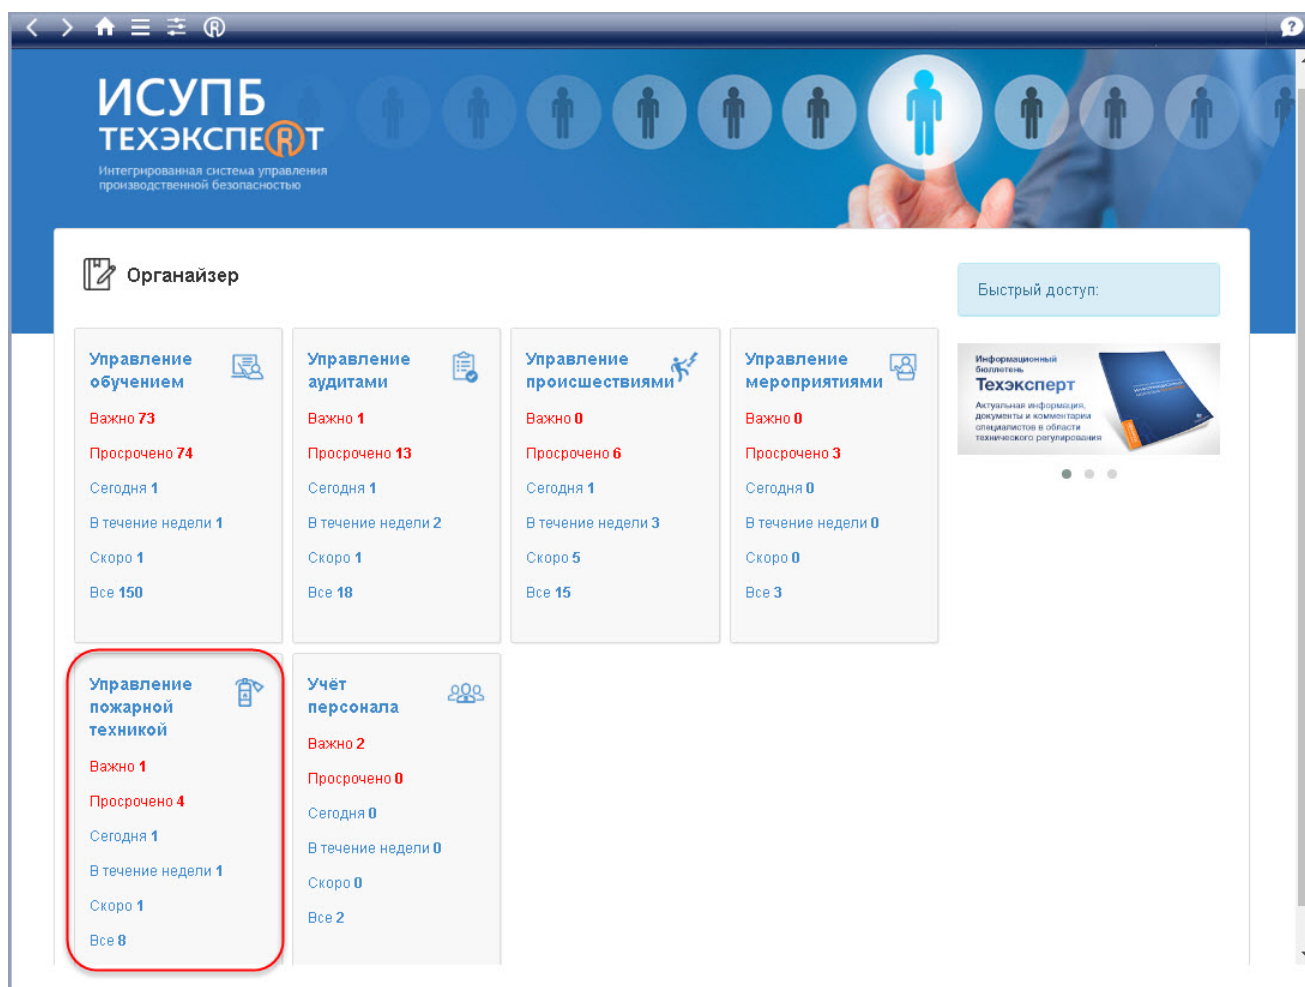 ИСУПБ
ТЕХЭКСПЕ®Т
Интегрированная система управления
производственной безопасностью
Органайзер
Быстрый доступ:
Управление
обучением
Важно 73
Просрочено 74
Сегодня 1
В течение недели 1
Скоро 1
Все 150
Управление
аудитами
Важно 1
Просрочено 13
Сегодня 1
В течение недели 2
Скоро 1
Все 18
Управление
происшествиями
Важно 0
Просрочено 6
Сегодня 1
В течение недели 3
Скоро 5
Все 15
Управление
мероприятиями
Важно 0
Просрочено 3
Сегодня 0
В течение недели 0
Скоро 0
Все 3
Информационный
бюллетень
Техэксперт
Актуальная информация,
документы и комментарии
специалистов в области
технического регулирования
Управление
пожарной
техникой
Важно 1
Просрочено 4
Сегодня 1
В течение недели 1
Скоро 1
Все 8
Учёт
персонала
Важно 2
Просрочено 0
Сегодня 0
В течение недели 0
Скоро 0
Все 2